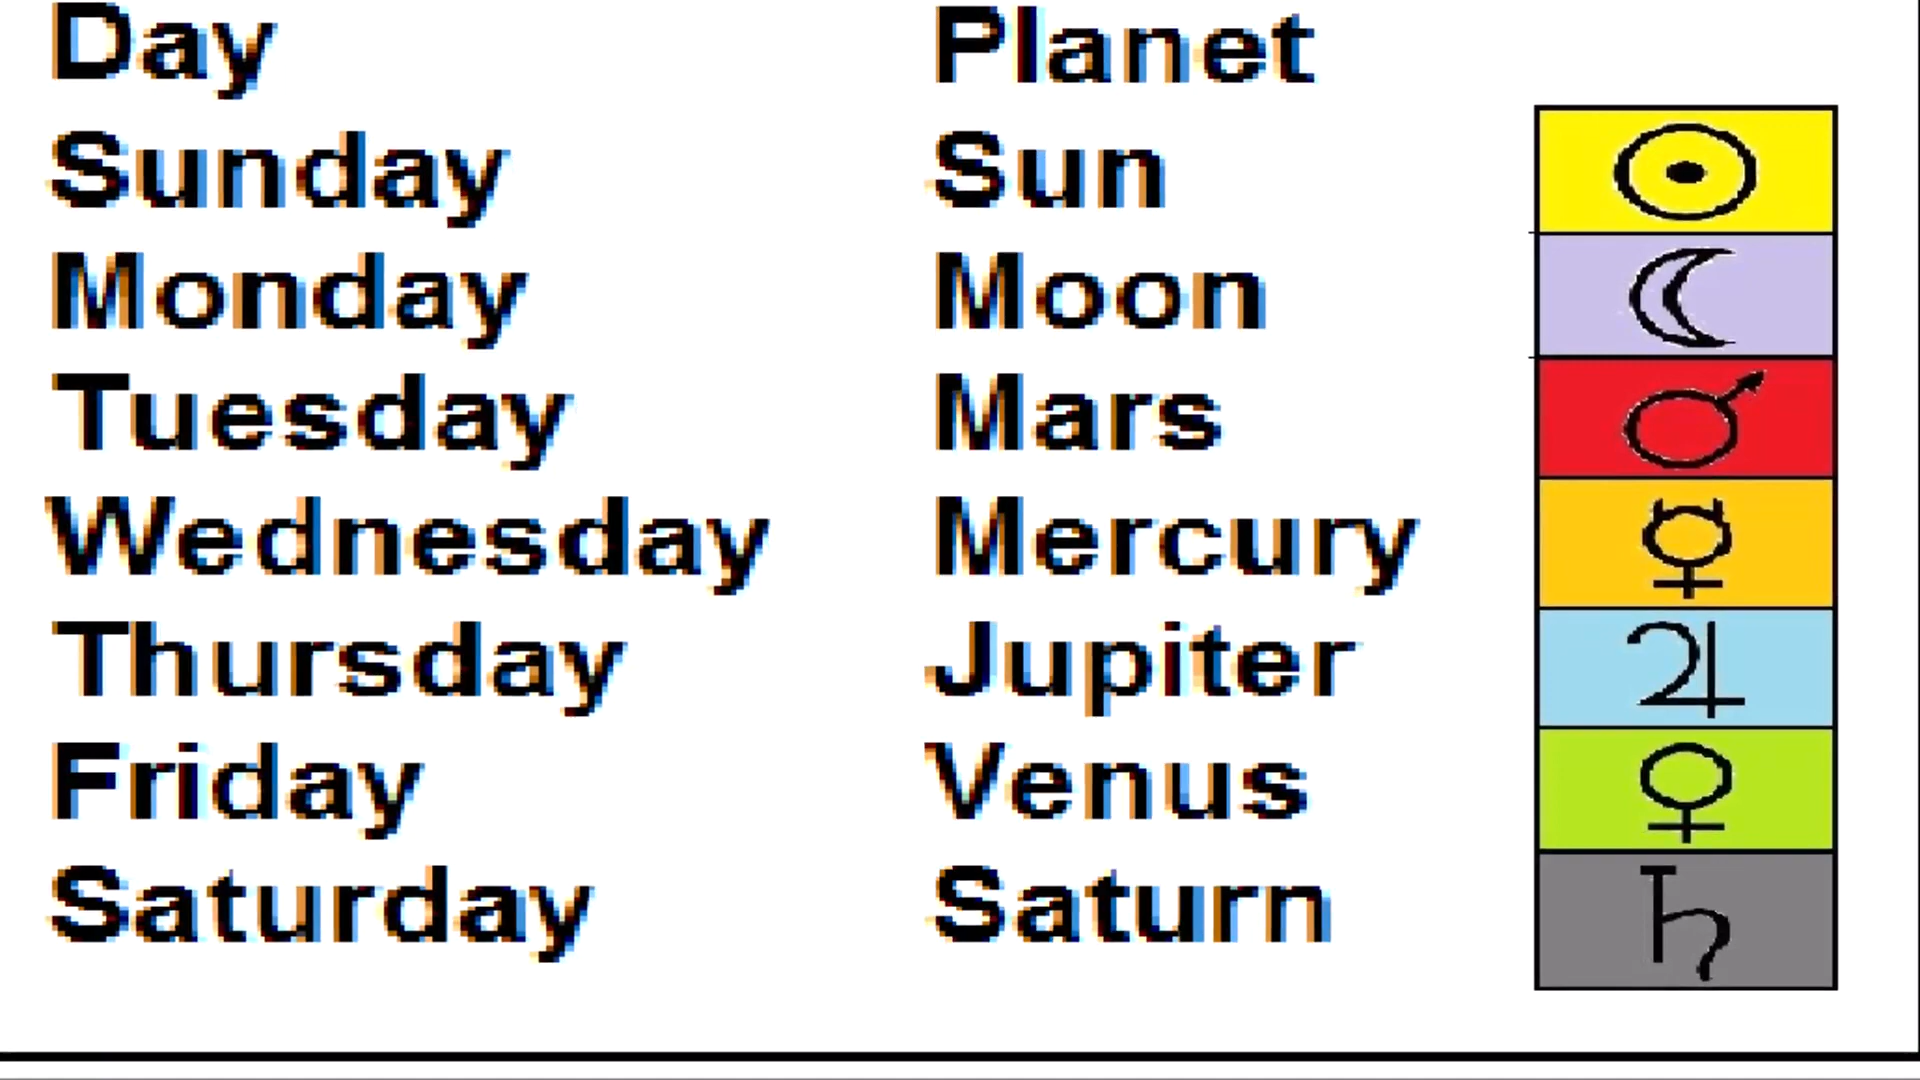 Day Planet
Sunday Sun
Monday Moon
Tuesday Mars
Wednesday Mercury
Thursday Jupiter
Friday Venus
Saturday Saturn